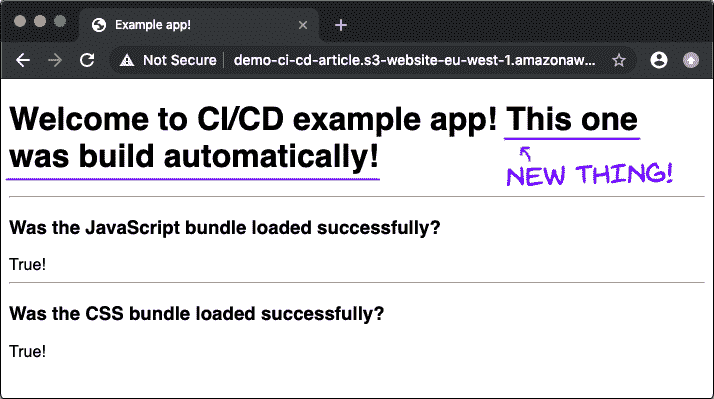 Example app!
Not Secure demo-ci-cd-article.s3-website-eu-west-1.amazonaw...
Welcome to CI/CD example app! This one
was build automatically!
NEW THING!
Was the JavaScript bundle loaded successfully?
True!
Was the CSS bundle loaded successfully?
True!